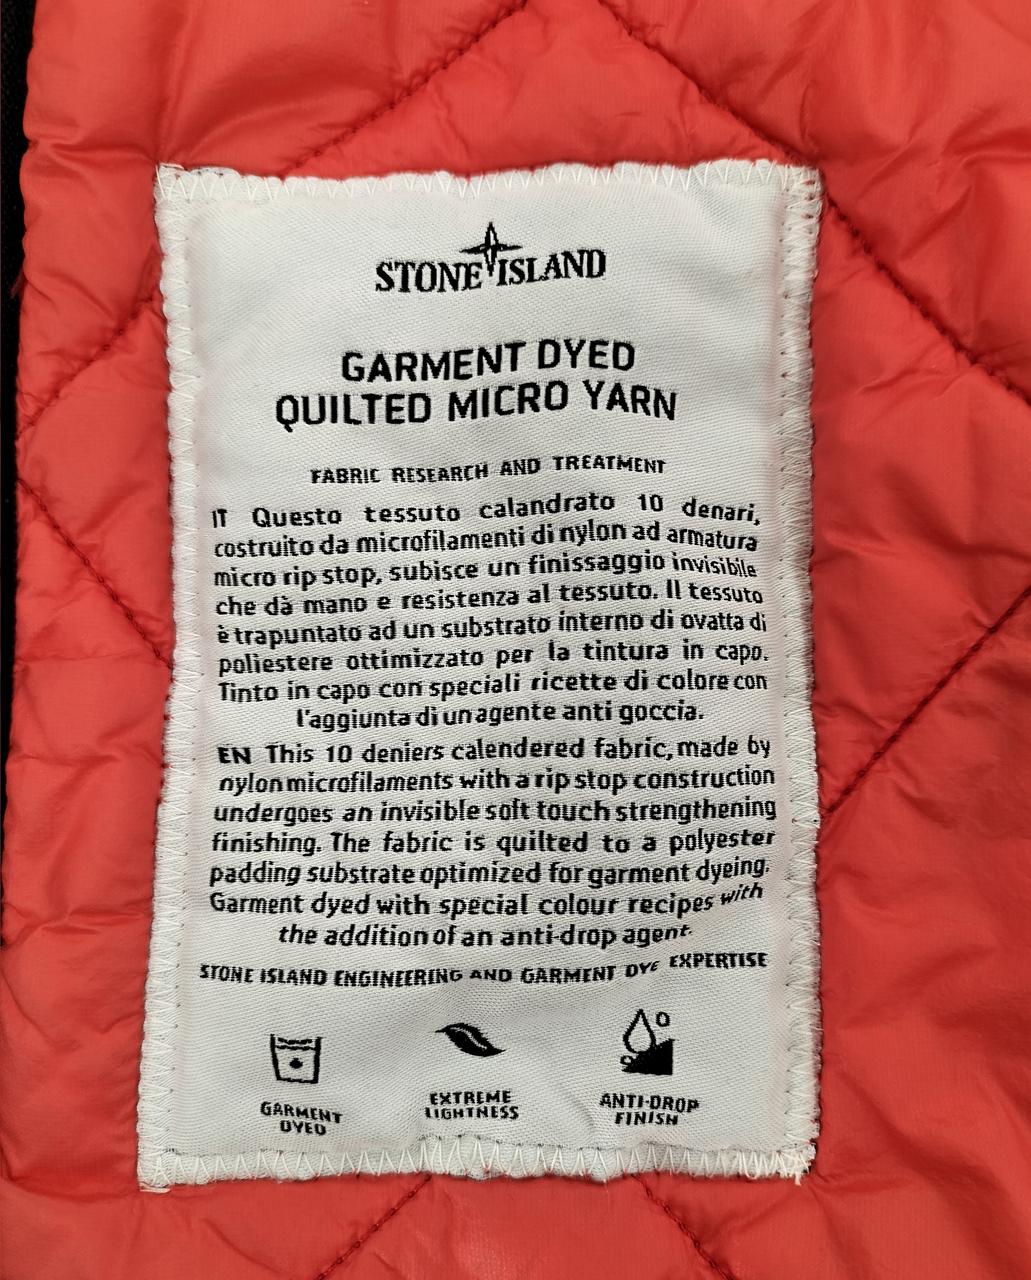 STONE ISLAND
GARMENT DYED
QUILTED MICRO YARN
FABRIC RESEARCH AND TREATMENT
IT Questo tessuto calandrato 10 denari,
costruito da microfilamenti di nylon ad armatura
micro rip stop, subisce un finissaggio invisibile
che dà mano e resistenza al tessuto. Il tessuto
è trapuntato ad un substrato interno di ovatta di
poliestere ottimizzato per la tintura in capo.
Tinto in capo con speciali ricette di colore con
l'aggiunta di un agente anti goccia.
EN This 10 deniers calendered fabric, made by
nylon microfilaments with a rip stop construction
undergoes an invisible soft touch strengthening
finishing. The fabric is quilted to a polyester
padding substrate optimized for garment dyeing.
Garment dyed with special colour recipes with
the addition of an anti-drop agent.
STONE ISLAND ENGINEERING AND GARMENT DYE EXPERTISE
GARMENT
DYED
EXTREME
LIGHTNESS
ANTI-DROP
FINISH